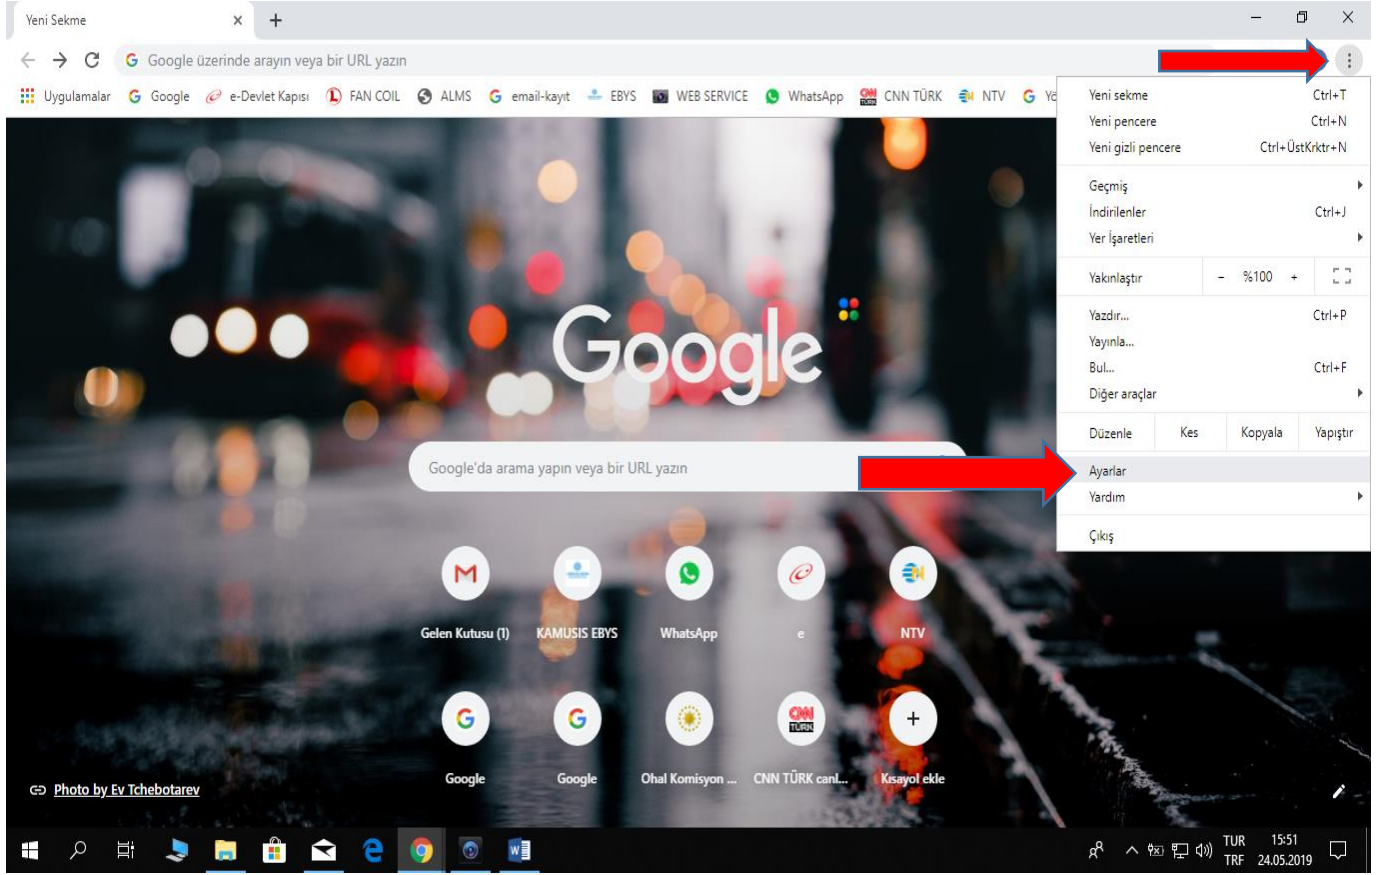 Yeni Sekme
Google üzerinde arayın veya bir URL yazın
Uygulamalar Google e-Devlet Kapısı FAN COIL ALMS email-kayıt EBYS WEB SERVICE WhatsApp CNN TÜRK NTV
Yeni sekme Ctrl+T
Yeni pencere Ctrl+N
Yeni gizli pencere Ctrl+ÜstKrktr+N
Geçmiş
İndirilenler Ctrl+J
Yer İşaretleri
Yakınlaştır - %100 +
Yazdır... Ctrl+P
Yayınla...
Bul... Ctrl+F
Diğer araçlar
Düzenle Kes Kopyala Yapıştır
Ayarlar
Yardım
Çıkış
Google
Google'da arama yapın veya bir URL yazın
Gelen Kutusu (1) KAMUSIS EBYS WhatsApp e NTV
CNN
TÜRK
Google Google Ohal Komisyon ... CNN TÜRK canl... Kısayol ekle
Photo by Ev Tchebotarev
TUR 15:51
TRF 24.05.2019